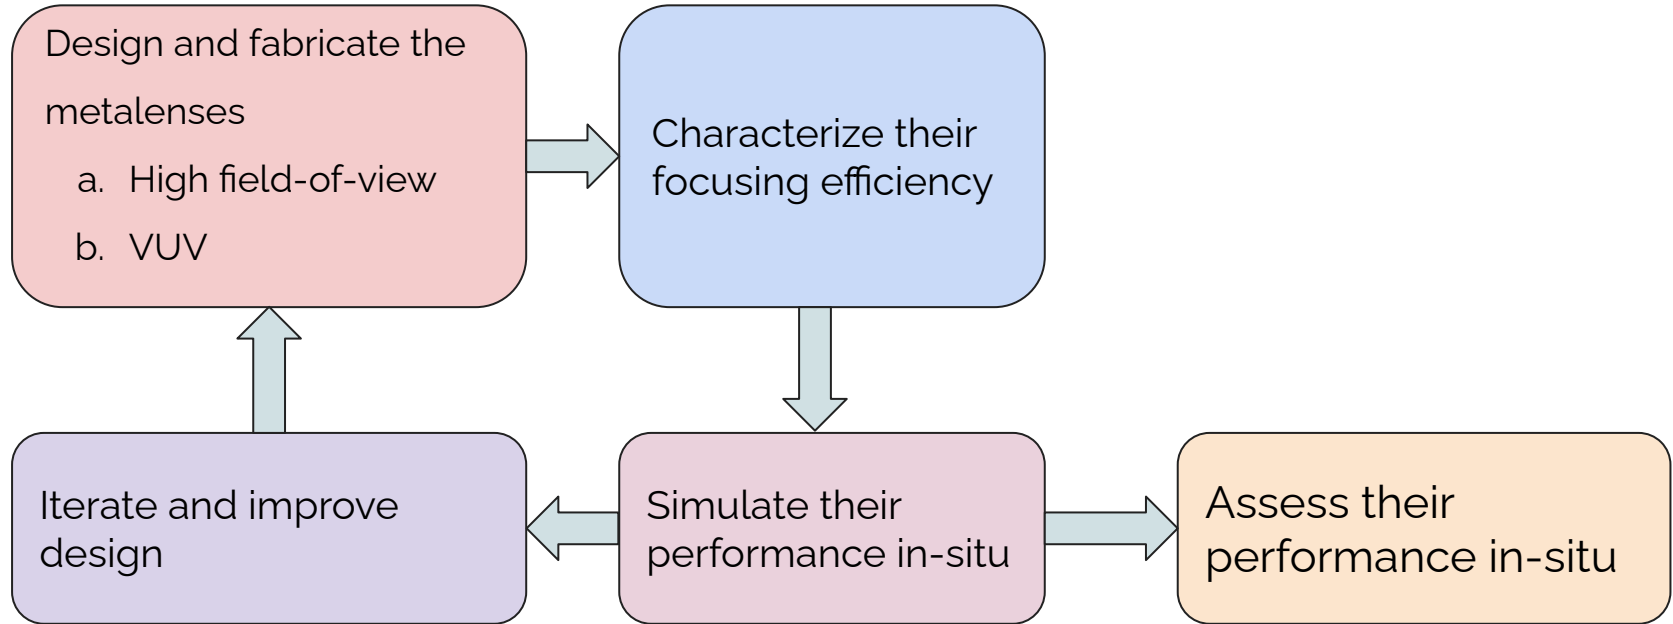 Design and fabricate the
metalenses
a. High field-of-view
b. VUV
Characterize their
focusing efficiency
Iterate and improve
design
Simulate their
performance in-situ
Assess their
performance in-situ